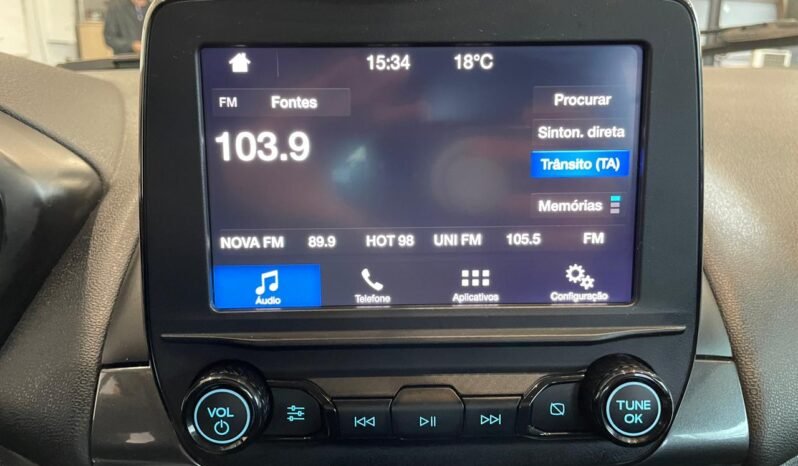 15:34 18°C
FM Fontes
Procurar
103.9
Sinton. direta
Trânsito (TA)
Memórias
NOVA FM 89.9 HOT 98 UNI FM 105.5 FM
Áudio Telefone Aplicativos Configuração
VOL
TUNE
OK